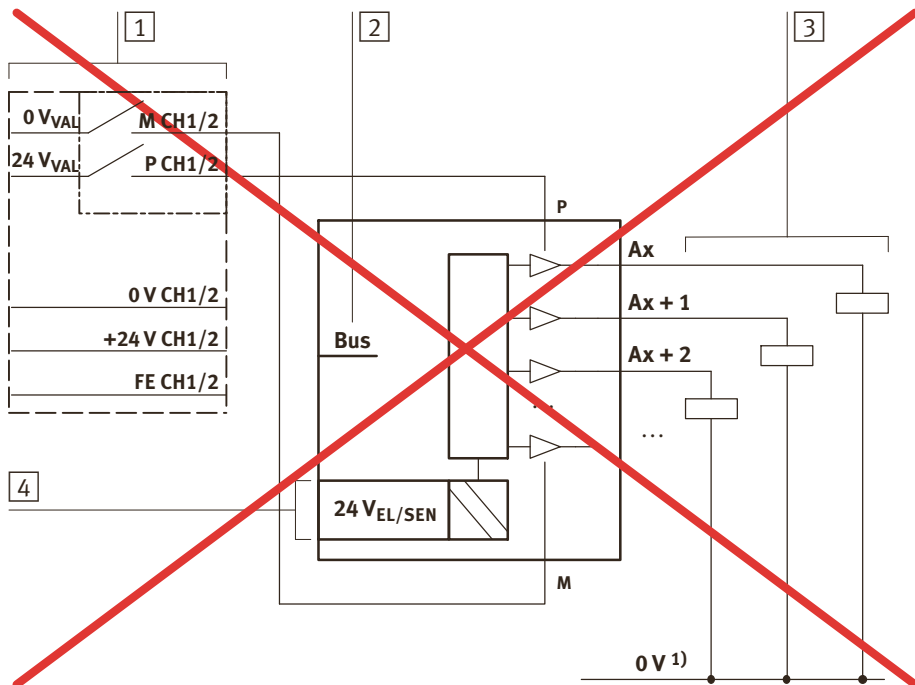 1
2
3
0 VVAL
M CH1/2
24 VVAL
P CH1/2
P
Ax
0 V CH1/2
Ax + 1
+24 V CH1/2
Bus
Ax + 2
FE CH1/2
...
...
4
24 VEL/SEN
M
0 V 1)